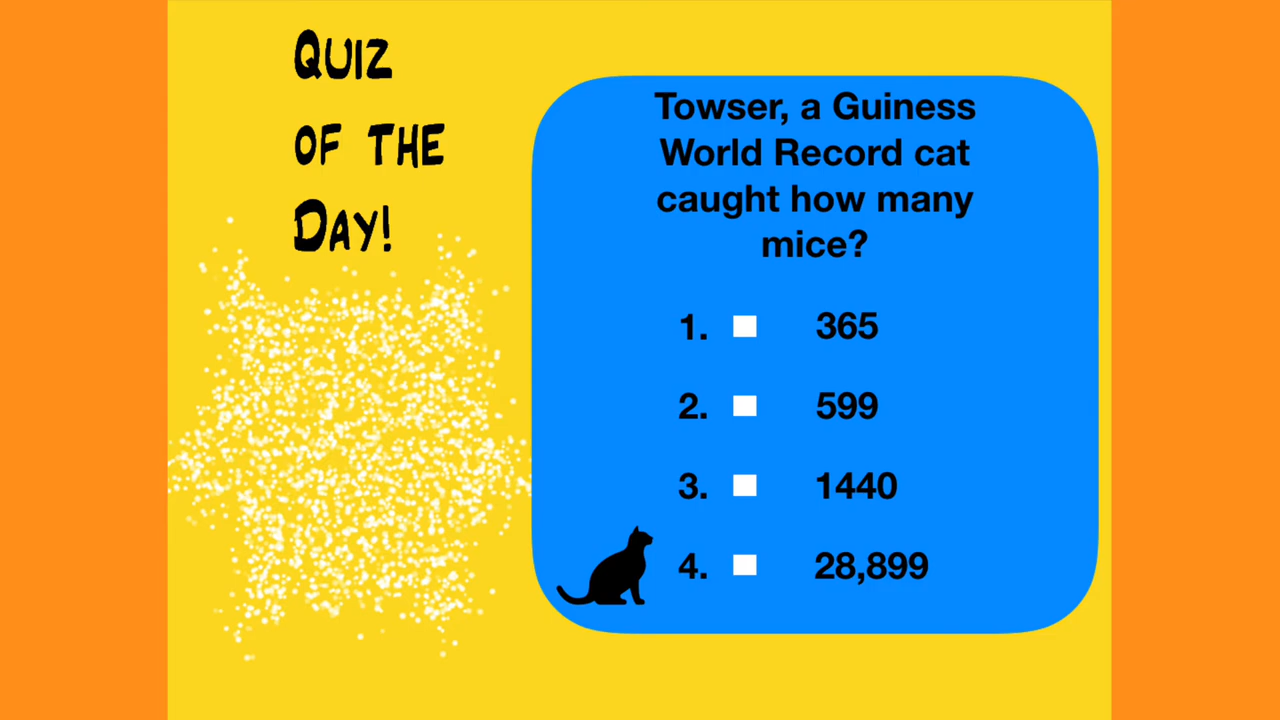 Quiz
of the
Day!
Towser, a Guiness
World Record cat
caught how many
mice?
1. 365
2. 599
3. 1440
4. 28,899